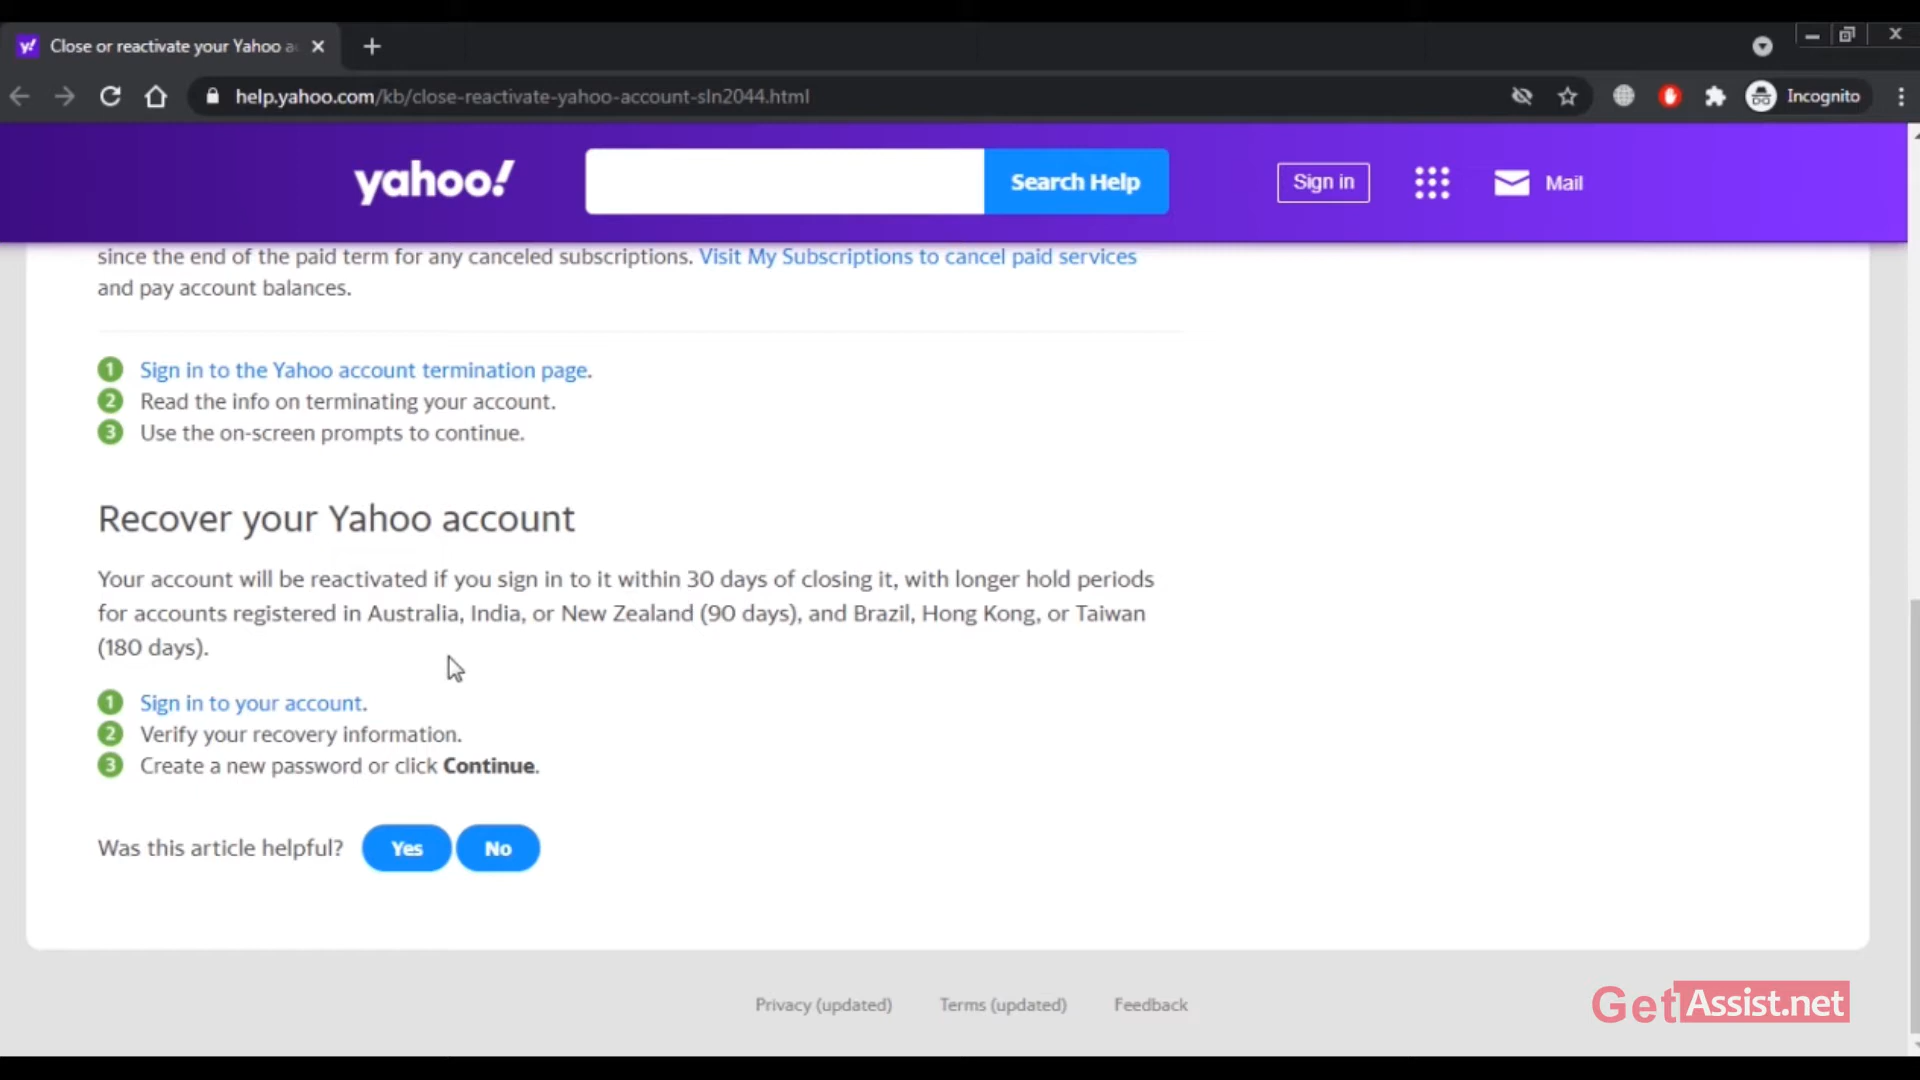 y! Close or reactivate your Yahoo a
help.yahoo.com/kb/close-reactivate-yahoo-account-sln2044.html
Incognito
yahoo!
Search Help
Sign in
Mail
since the end of the paid term for any canceled subscriptions. Visit My Subscriptions to cancel paid services
and pay account balances.
1 Sign in to the Yahoo account termination page.
2 Read the info on terminating your account.
3 Use the on-screen prompts to continue.
Recover your Yahoo account
Your account will be reactivated if you sign in to it within 30 days of closing it, with longer hold periods
for accounts registered in Australia, India, or New Zealand (90 days), and Brazil, Hong Kong, or Taiwan
(180 days).
1 Sign in to your account.
2 Verify your recovery information.
3 Create a new password or click Continue.
Was this article helpful? Yes No
Privacy (updated) Terms (updated) Feedback
GetAssist.net